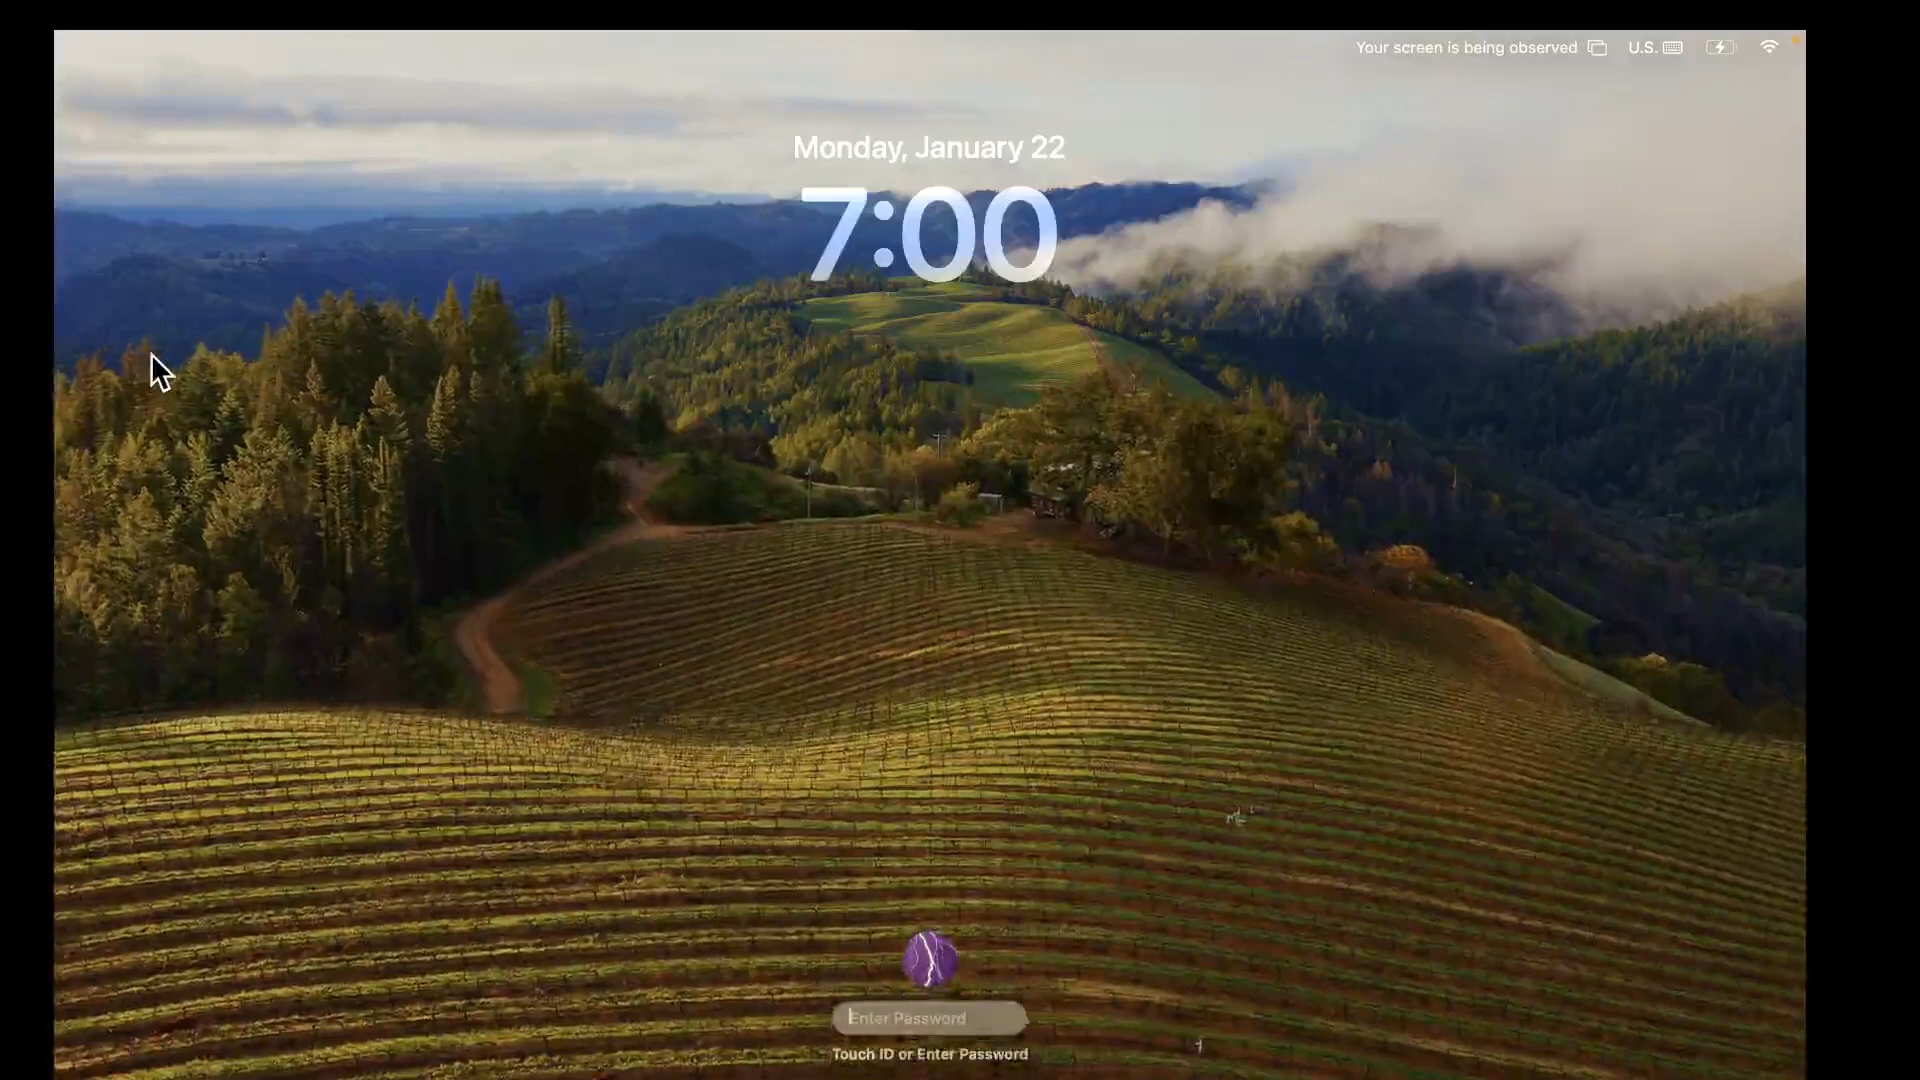 Your screen is being observed U.S.
Monday, January 22
7:00
Enter Password
Touch ID or Enter Password